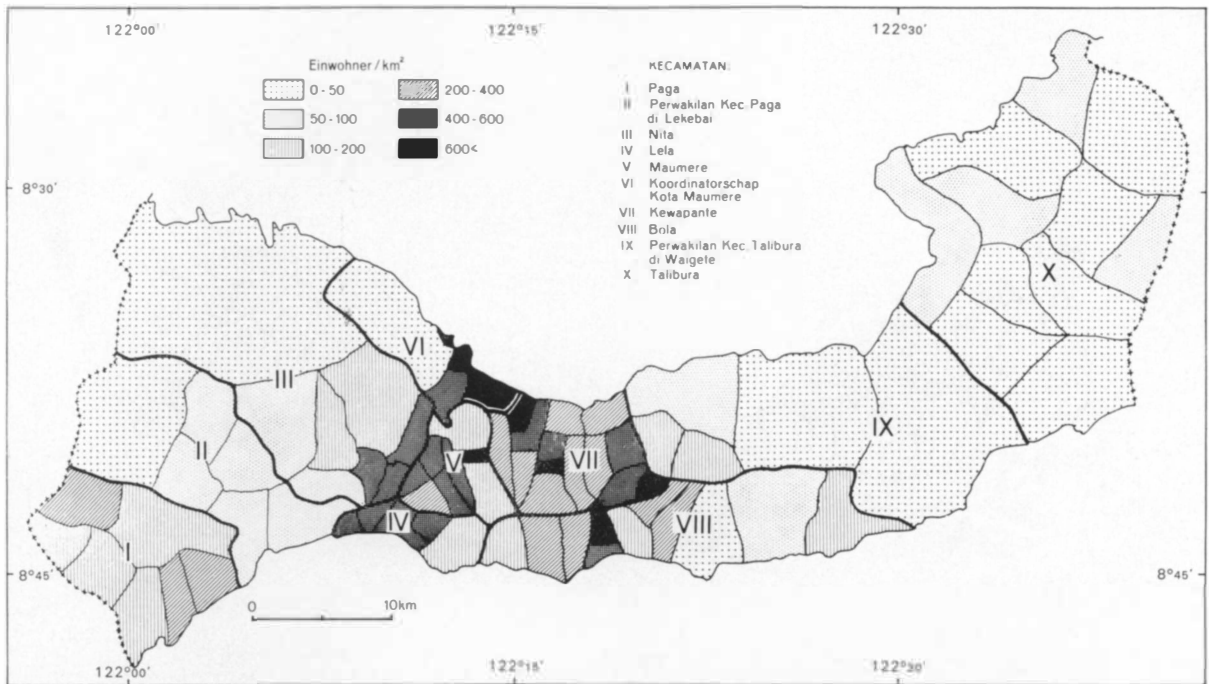 122°00'
122°15'
122°30'
Einwohner/km²
0-50
50-100
100-200
200-400
400-600
600<
KECAMATAN:
I Paga
II Perwakilan Kec. Paga
di Lekebai
III Nita
IV Lela
V Maumere
VI Koordinatorschap
Kota Maumere
VII Kewapante
VIII Bola
IX Perwakilan Kec. Talibura
di Waigete
X Talibura
8°30'
8°30'
X
VI
III
IX
II
V
VII
IV
VIII
I
8°45'
8°45'
0 10km
122°00'
122°15'
122°30'